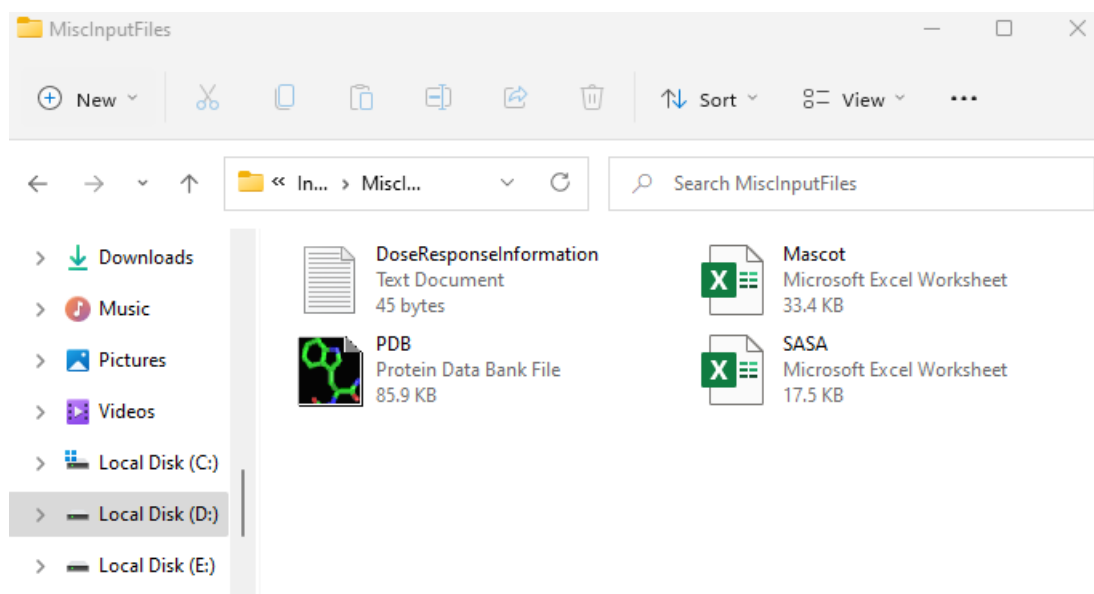 MiscInputFiles
New
Sort
View
•••
« In... › Miscl...
Search MiscInputFiles
Downloads
Music
Pictures
Videos
Local Disk (C:)
Local Disk (D:)
Local Disk (E:)
DoseResponseInformation
Text Document
45 bytes
Mascot
Microsoft Excel Worksheet
33.4 KB
PDB
Protein Data Bank File
85.9 KB
SASA
Microsoft Excel Worksheet
17.5 KB